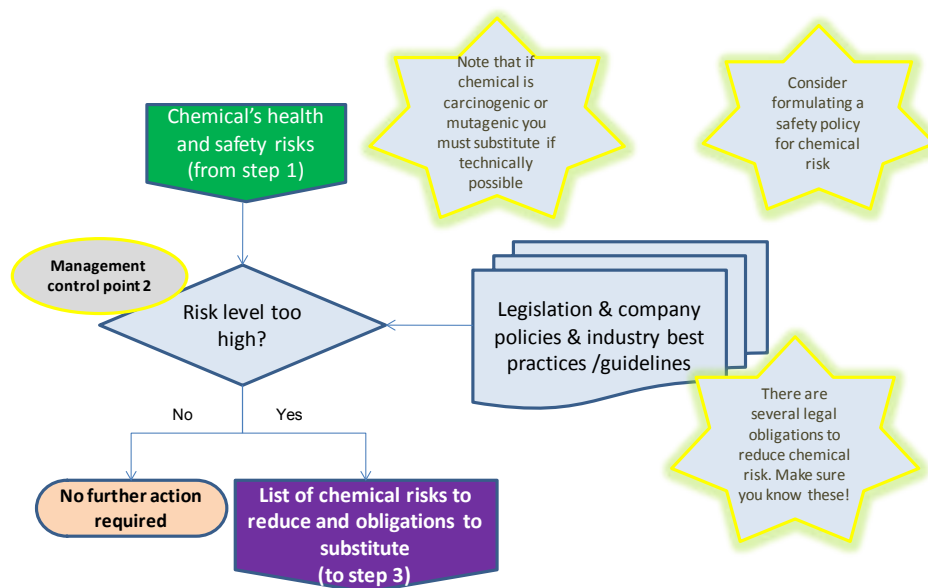 Note that if
chemical is
carcinogenic or
mutagenic you
must substitute if
technically
possible
Consider
formulating a
safety policy
for chemical
risk
Chemical's health
and safety risks
(from step 1)
Management
control point 2
Risk level too
high?
Legislation & company
policies & industry best
practices /guidelines
There are
several legal
obligations to
reduce chemical
risk. Make sure
you know these!
No
Yes
No further action
required
List of chemical risks to
reduce and obligations to
substitute
(to step 3)